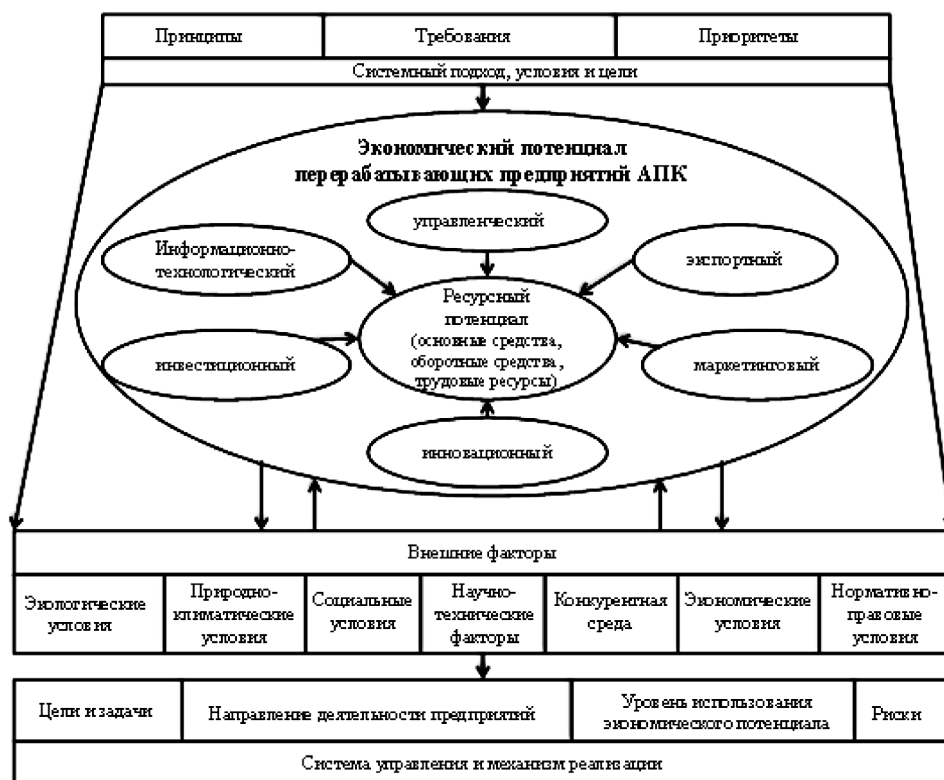 Принципы
Требования
Приоритеты
Системный подход, условия и цели
Экономический потенциал
перерабатывающих предприятий АПК
управленческий
Информационно-
технологический
экспортный
Ресурсный
потенциал
(основные средства,
оборотные средства,
трудовые ресурсы)
инвестиционный
маркетинговый
инновационный
Внешние факторы
Экологические
условия
Природно-
климатические
условия
Социальные
условия
Научно-
технические
факторы
Конкурентная
среда
Экономические
условия
Нормативно-
правовые
условия
Цели и задачи
Направление деятельности предприятий
Уровень использования
экономического потенциала
Риски
Система управления и механизм реализации